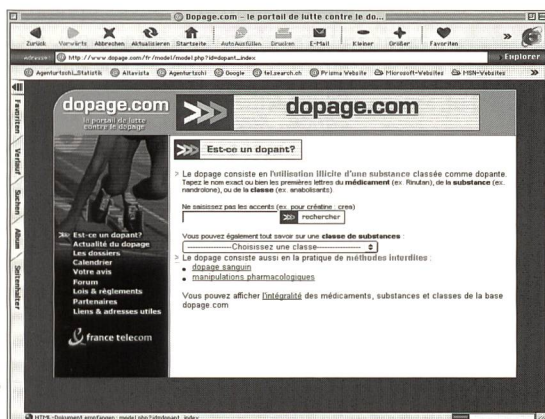 Dopage.com – le portail de lutte contre le do...
Zurück Vorwärts Abbrechen Aktualisieren Startseite AutoAusfüllen Drucken E-Mail Kleiner Größer Favoriten »
Adresse: http://www.dopage.com/fr/model/model.php?id=dopant_index Explorer
Agenturtschi_Statistik Altavista Agenturtschi Google tel.search.ch Prisma Website Microsoft-Websites MSN-Websites »
Favoriten
Verlauf
Suchen
Album
Seitenhalter
dopage.com
le portail de lutte
contre le dopage
dopage.com
Est-ce un dopant?
> Le dopage consiste en l'utilisation illicite d'une substance classée comme dopante.
Tapez le nom exact ou bien les premières lettres du médicament (ex. Rinutan), de la substance (ex.
nandrolone), ou de la classe (ex. anabolisants)
Ne saisissez pas les accents (ex. pour créatine : crea)
>>> rechercher
Vous pouvez également tout savoir sur une classe de substances :
-----------------Choisissez une classe-----------------
> Le dopage consiste aussi en la pratique de méthodes interdites :
• dopage sanguin
• manipulations pharmacologiques
Vous pouvez afficher l'intégralité des médicaments, substances et classes de la base
dopage.com
>>> Est-ce un dopant?
Actualité du dopage
Les dossiers
Calendrier
Votre avis
Forum
Lois & règlements
Partenaires
Liens & adresses utiles
france telecom
HTML-Dokument empfangen: model.php?id=dopant_index